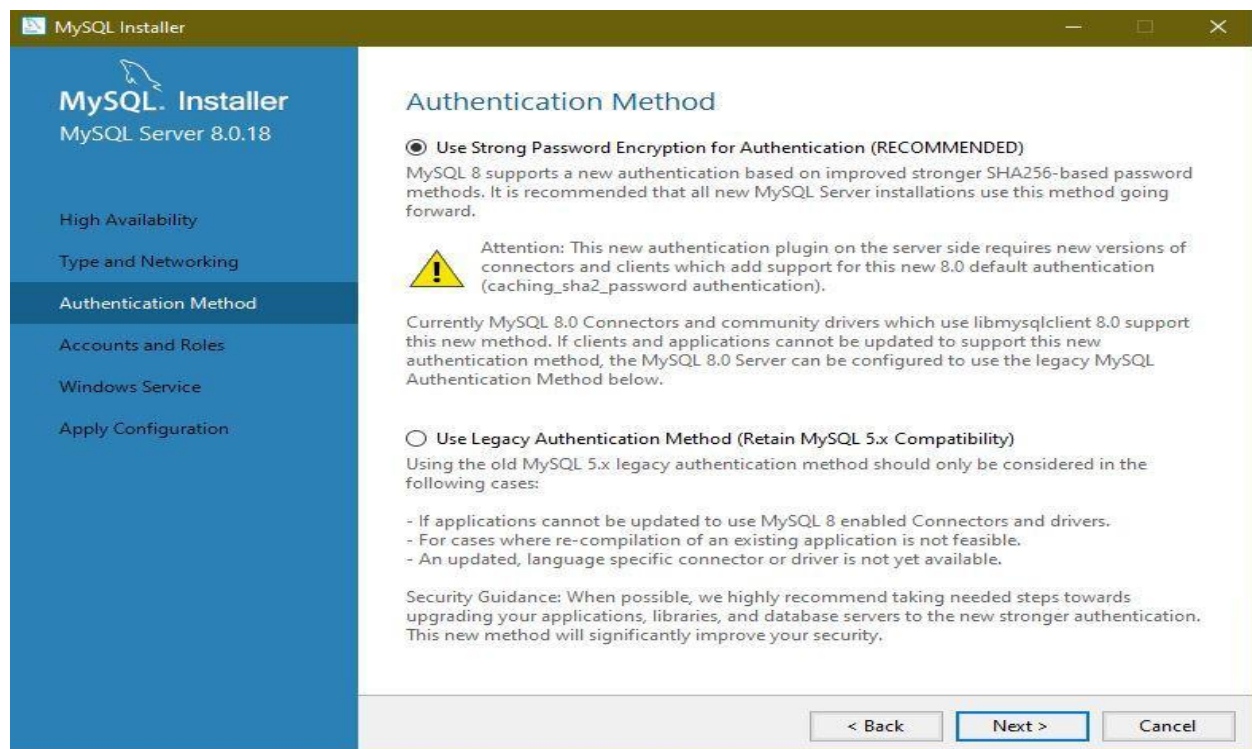 MySQL Installer
MySQL. Installer
MySQL Server 8.0.18
High Availability
Type and Networking
Authentication Method
Accounts and Roles
Windows Service
Apply Configuration
Authentication Method
Use Strong Password Encryption for Authentication (RECOMMENDED)
MySQL 8 supports a new authentication based on improved stronger SHA256-based password
methods. It is recommended that all new MySQL Server installations use this method going
forward.
Attention: This new authentication plugin on the server side requires new versions of
connectors and clients which add support for this new 8.0 default authentication
(caching_sha2_password authentication).
Currently MySQL 8.0 Connectors and community drivers which use libmysqlclient 8.0 support
this new method. If clients and applications cannot be updated to support this new
authentication method, the MySQL 8.0 Server can be configured to use the legacy MySQL
Authentication Method below.
Use Legacy Authentication Method (Retain MySQL 5.x Compatibility)
Using the old MySQL 5.x legacy authentication method should only be considered in the
following cases:
- If applications cannot be updated to use MySQL 8 enabled Connectors and drivers.
- For cases where re-compilation of an existing application is not feasible.
- An updated, language specific connector or driver is not yet available.
Security Guidance: When possible, we highly recommend taking needed steps towards
upgrading your applications, libraries, and database servers to the new stronger authentication.
This new method will significantly improve your security.
< Back
Next >
Cancel